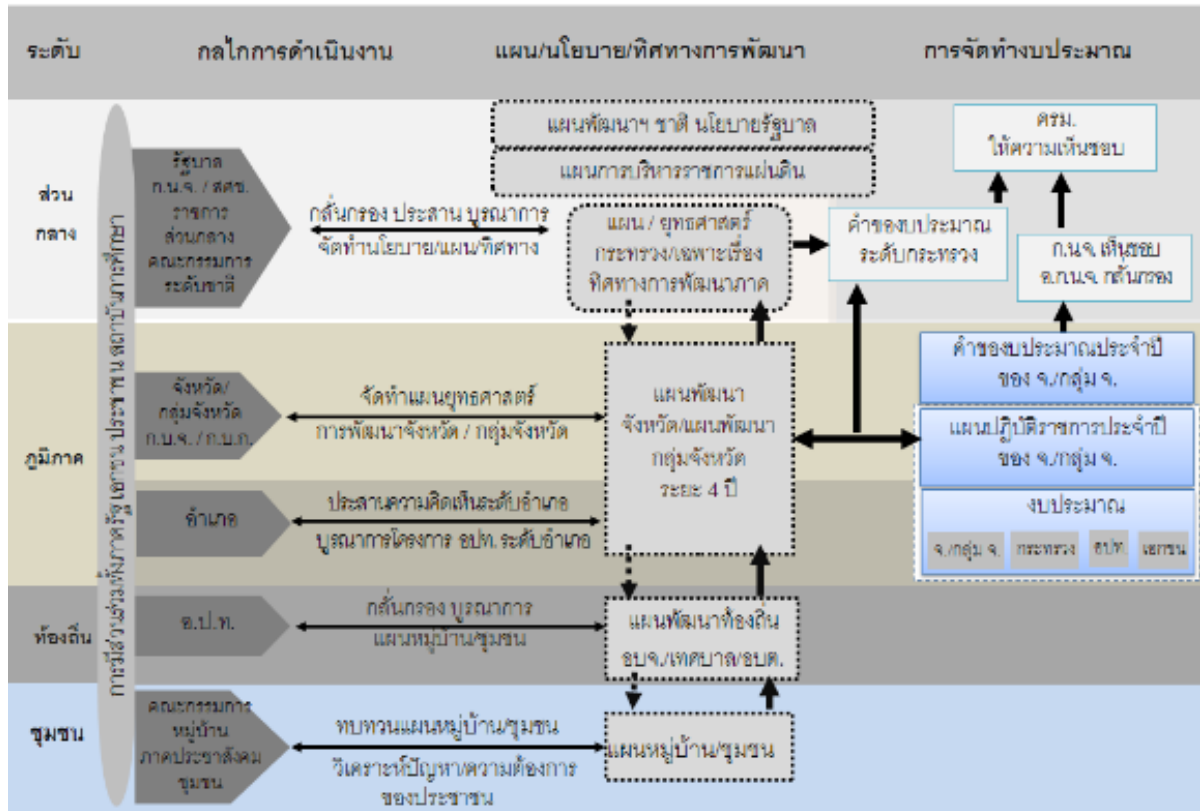 ระดับ
กลไกการดำเนินงาน
แผน/นโยบาย/ทิศทางการพัฒนา
การจัดทำงบประมาณ
การมีส่วนร่วมทั้งภาครัฐ เอกชน ประชาชน สถาบันการศึกษา
ส่วน
กลาง
รัฐบาล
ก.น.จ. / สศช.
ราชการ
ส่วนกลาง
คณะกรรมการ
ระดับชาติ
กลั่นกรอง ประสาน บูรณาการ
จัดทำนโยบาย/แผน/ทิศทาง
แผนพัฒนาฯ ชาติ นโยบายรัฐบาล
แผนการบริหารราชการแผ่นดิน
แผน / ยุทธศาสตร์
กระทรวง/เฉพาะเรื่อง
ทิศทางการพัฒนาภาค
คำของบประมาณ
ระดับกระทรวง
ครม.
ให้ความเห็นชอบ
ก.น.จ. เห็นชอบ
อ.ก.น.จ. กลั่นกรอง
ภูมิภาค
จังหวัด/
กลุ่มจังหวัด
ก.บ.จ. / ก.บ.ก.
จัดทำแผนยุทธศาสตร์
การพัฒนาจังหวัด / กลุ่มจังหวัด
แผนพัฒนา
จังหวัด/แผนพัฒนา
กลุ่มจังหวัด
ระยะ 4 ปี
คำของบประมาณประจำปี
ของ จ./กลุ่ม จ.
แผนปฏิบัติราชการประจำปี
ของ จ./กลุ่ม จ.
งบประมาณ
จ./กลุ่ม จ. กระทรวง อปท. เอกชน
อำเภอ
ประสานความคิดเห็นระดับอำเภอ
บูรณาการโครงการ อปท. ระดับอำเภอ
ท้องถิ่น
อ.ป.ท.
กลั่นกรอง บูรณาการ
แผนหมู่บ้าน/ชุมชน
แผนพัฒนาท้องถิ่น
อบจ./เทศบาล/อบต.
ชุมชน
คณะกรรมการ
หมู่บ้าน
ภาคประชาสังคม
ชุมชน
ทบทวนแผนหมู่บ้าน/ชุมชน
วิเคราะห์ปัญหา/ความต้องการ
ของประชาชน
แผนหมู่บ้าน/ชุมชน